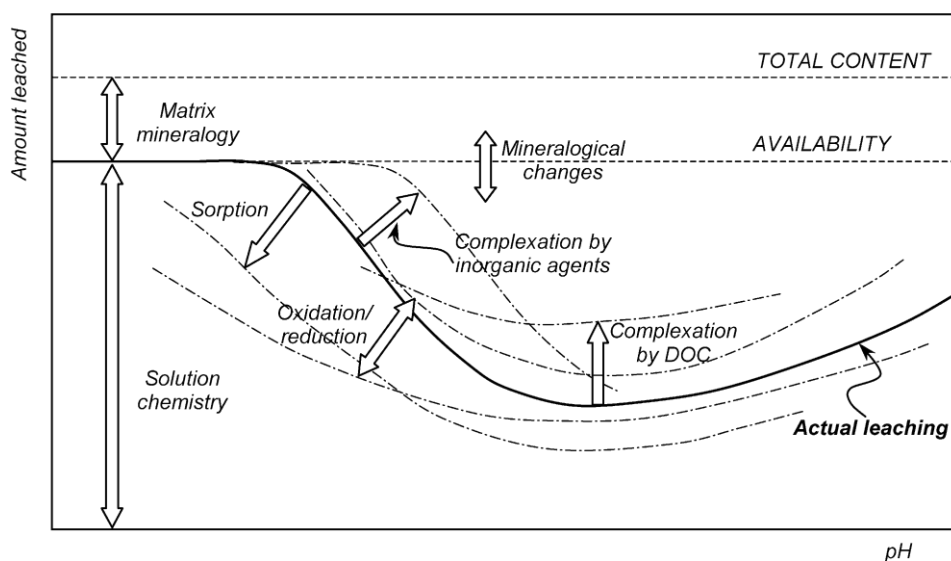 Amount leached
TOTAL CONTENT
Matrix
mineralogy
AVAILABILITY
Mineralogical
changes
Sorption
Complexation by
inorganic agents
Oxidation/
reduction
Complexation
by DOC
Solution
chemistry
Actual leaching
pH